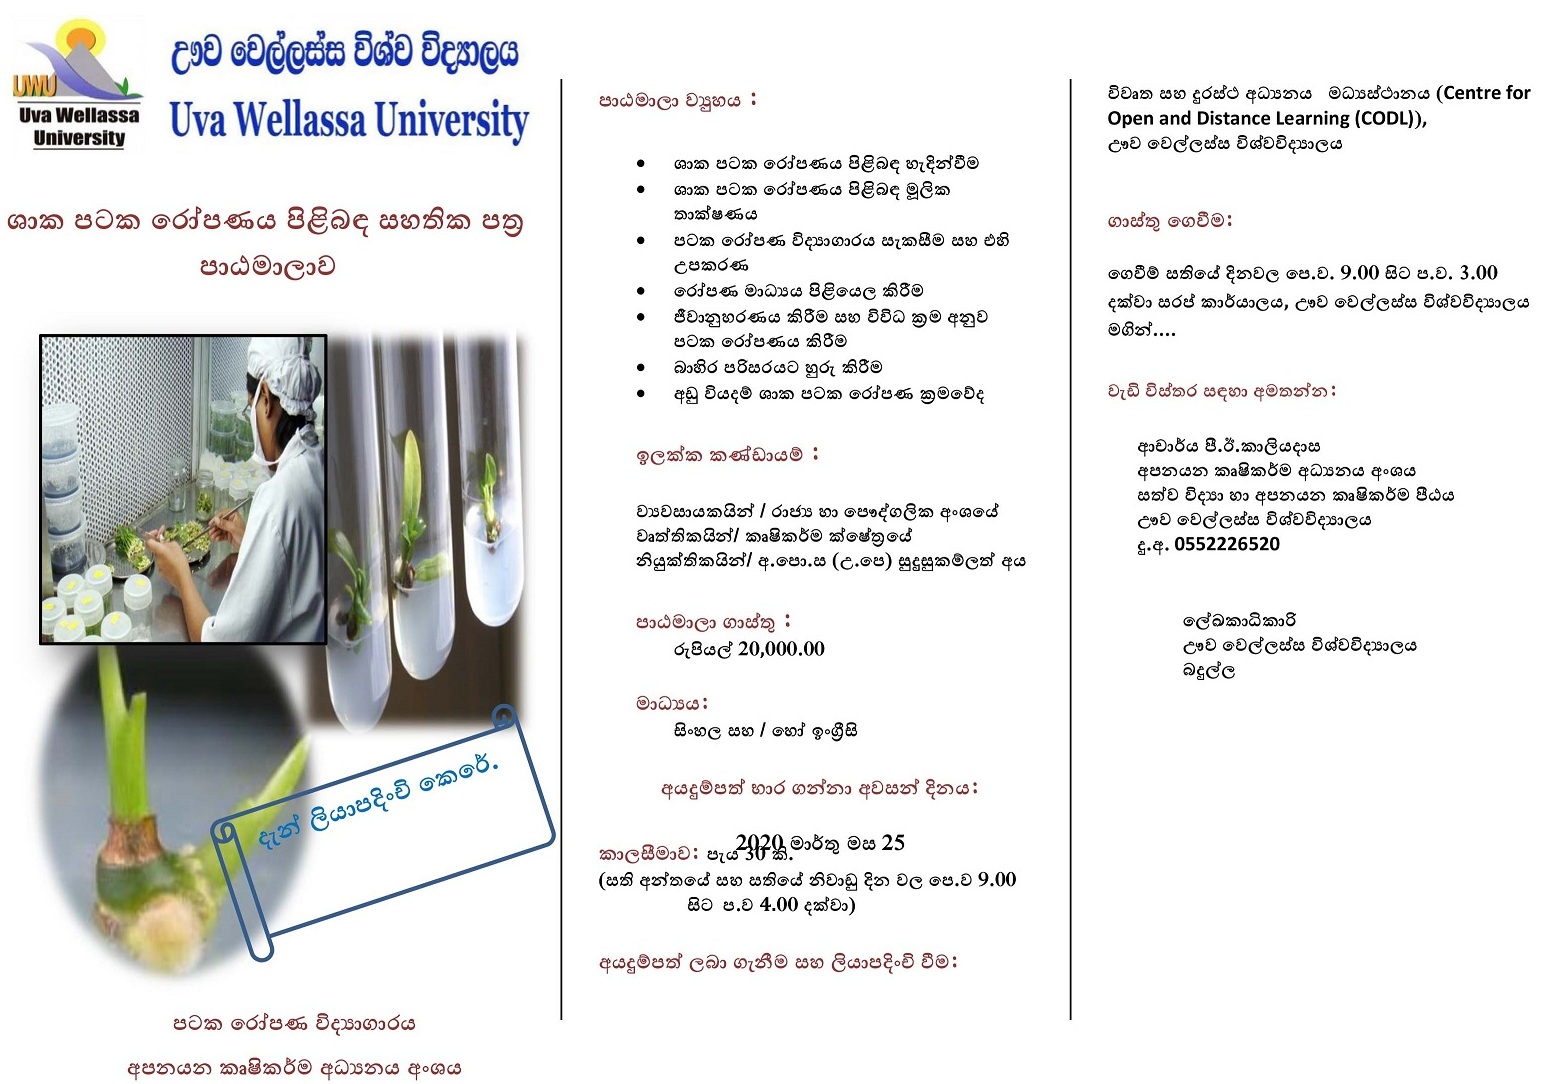 UWU
Uva Wellassa
University
ඌව වෙල්ලස්ස විශ්ව විද්‍යාලය
Uva Wellassa University
ශාක පටක රෝපණය පිළිබඳ සහතික පත්‍ර
පාඨමාලාව
දැන් ලියාපදිංචි කෙරේ.
පටක රෝපණ විද්‍යාගාරය
අපනයන කෘෂිකර්ම අධ්‍යනය අංශය
පාඨමාලා ව්‍යුහය :
• ශාක පටක රෝපණය පිළිබඳ හැදින්වීම
• ශාක පටක රෝපණය පිළිබඳ මූලික
තාක්ෂණය
• පටක රෝපණ විද්‍යාගාරය සැකසීම සහ එහි
උපකරණ
• රෝපණ මාධ්‍යය පිළියෙල කිරීම
• ජීවානුහරණය කිරීම සහ විවිධ ක්‍රම අනුව
පටක රෝපණය කිරීම
• බාහිර පරිසරයට හුරු කිරීම
• අඩු වියදම් ශාක පටක රෝපණ ක්‍රමවේද
ඉලක්ක කණ්ඩායම් :
ව්‍යවසායකයින් / රාජ්‍ය හා පෞද්ගලික අංශයේ
වෘත්තිකයින්/ කෘෂිකර්ම ක්ෂේත්‍රයේ
නියුක්තිකයින්/ අ.පො.ස (උ.පෙ) සුදුසුකම්ලත් අය
පාඨමාලා ගාස්තු :
රුපියල් 20,000.00
මාධ්‍යය:
සිංහල සහ / හෝ ඉංග්‍රීසි
අයදුම්පත් භාර ගන්නා අවසන් දිනය:
2020 මාර්තු මස 25
කාලසීමාව: පැය 30 කි.
(සති අන්තයේ සහ සතියේ නිවාඩු දින වල පෙ.ව 9.00
සිට ප.ව 4.00 දක්වා)
අයදුම්පත් ලබා ගැනීම සහ ලියාපදිංචි වීම:
විවෘත සහ දුරස්ථ අධ්‍යනය මධ්‍යස්ථානය (Centre for
Open and Distance Learning (CODL)),
ඌව වෙල්ලස්ස විශ්වවිද්‍යාලය
ගාස්තු ගෙවීම:
ගෙවීම් සතියේ දිනවල පෙ.ව. 9.00 සිට ප.ව. 3.00
දක්වා සරප් කාර්යාලය, ඌව වෙල්ලස්ස විශ්වවිද්‍යාලය
මගින්....
වැඩි විස්තර සඳහා අමතන්න:
ආචාර්ය පී.ඊ.කාලියදාස
අපනයන කෘෂිකර්ම අධ්‍යනය අංශය
සත්ව විද්‍යා හා අපනයන කෘෂිකර්ම පීඨය
ඌව වෙල්ලස්ස විශ්වවිද්‍යාලය
දු.අ. 0552226520
ලේඛකාධිකාරි
ඌව වෙල්ලස්ස විශ්වවිද්‍යාලය
බදුල්ල